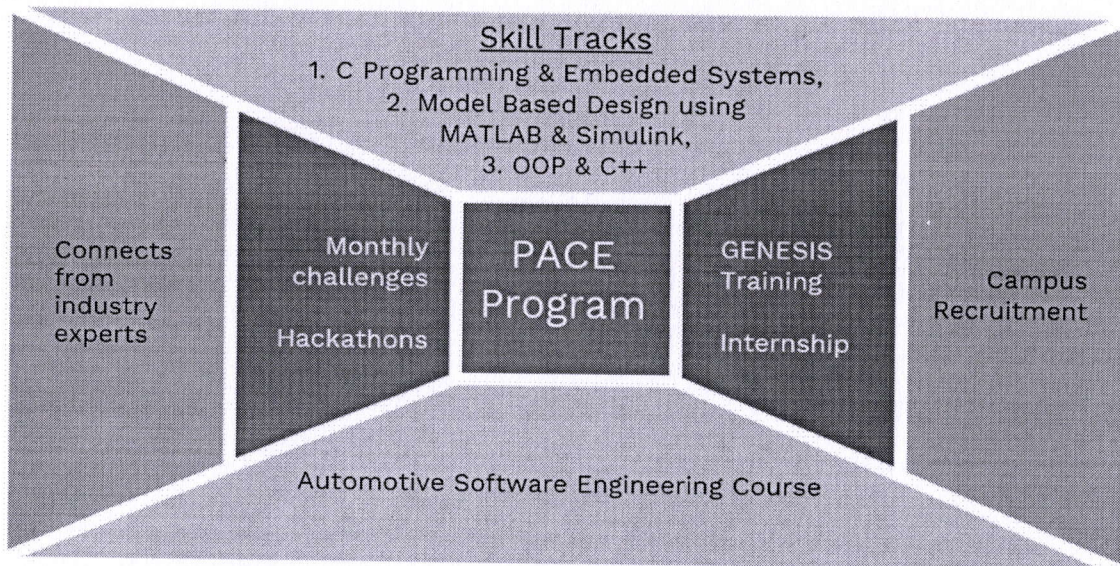 Skill Tracks
1. C Programming & Embedded Systems,
2. Model Based Design using
MATLAB & Simulink,
3. OOP & C++
Connects
from
industry
experts
Monthly
challenges
Hackathons
PACE
Program
GENESIS
Training
Internship
Campus
Recruitment
Automotive Software Engineering Course